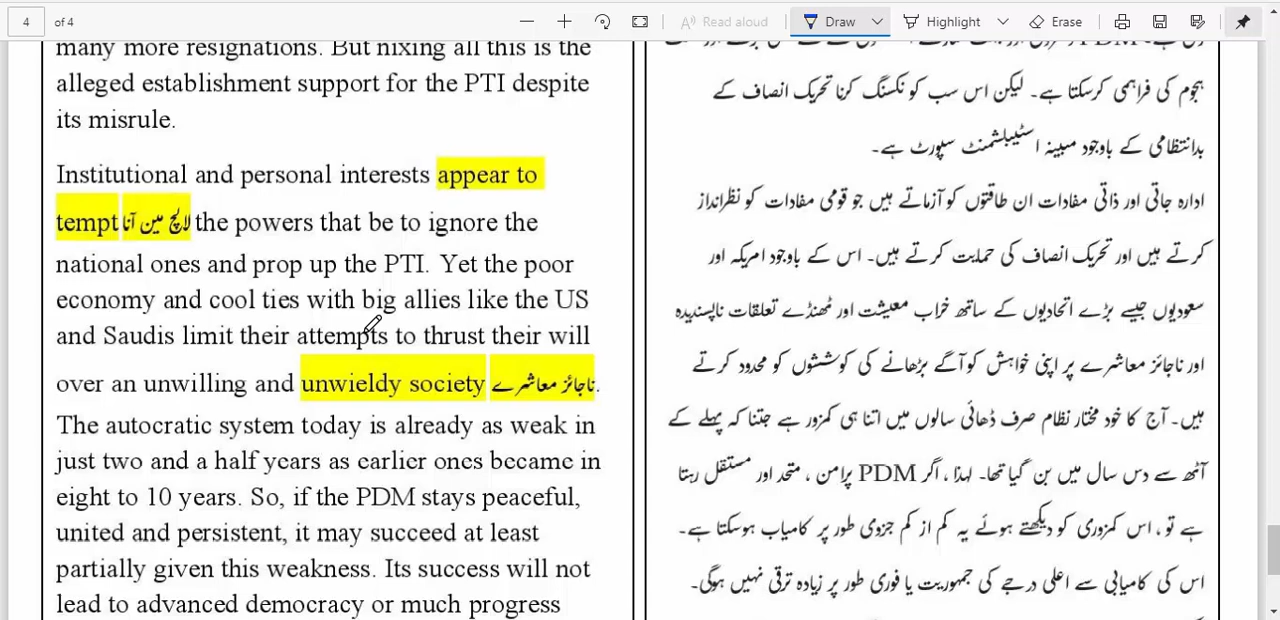 4 of 4 Read aloud Draw Highlight Erase
many more resignations. But nixing all this is the
alleged establishment support for the PTI despite
its misrule.
Institutional and personal interests appear to
tempt لالچ میں آنا the powers that be to ignore the
national ones and prop up the PTI. Yet the poor
economy and cool ties with big allies like the US
and Saudis limit their attempts to thrust their will
over an unwilling and unwieldy society ناجائز معاشرے.
The autocratic system today is already as weak in
just two and a half years as earlier ones became in
eight to 10 years. So, if the PDM stays peaceful,
united and persistent, it may succeed at least
partially given this weakness. Its success will not
lead to advanced democracy or much progress
ہجوم کی فراہمی کرسکتا ہے۔ لیکن اس سب کو نکسنگ کرنا تحریک انصاف کے
بدانتظامی کے باوجود مبینہ اسٹیبلشمنٹ سپورٹ ہے۔
ادارہ جاتی اور ذاتی مفادات ان طاقتوں کو آزماتے ہیں جو قومی مفادات کو نظرانداز
کرتے ہیں اور تحریک انصاف کی حمایت کرتے ہیں۔ اس کے باوجود امریکہ اور
سعودیوں جیسے بڑے اتحادیوں کے ساتھ خراب معیشت اور ٹھنڈے تعلقات ناپسندیدہ
اور ناجائز معاشرے پر اپنی خواہش کو آگے بڑھانے کی کوششوں کو محدود کرتے
ہیں۔ آج کا خود مختار نظام صرف ڈھائی سالوں میں اتنا ہی کمزور ہے جتنا کہ پہلے کے
آٹھ سے دس سال میں بن گیا تھا۔ لہذا ، اگر PDM پرامن ، متحد اور مستقل رہتا
ہے تو ، اس کمزوری کو دیکھتے ہوئے یہ کم از کم جزوی طور پر کامیاب ہوسکتا ہے۔
اس کی کامیابی سے اعلی درجے کی جمہوریت یا فوری طور پر زیادہ ترقی نہیں ہوگی۔